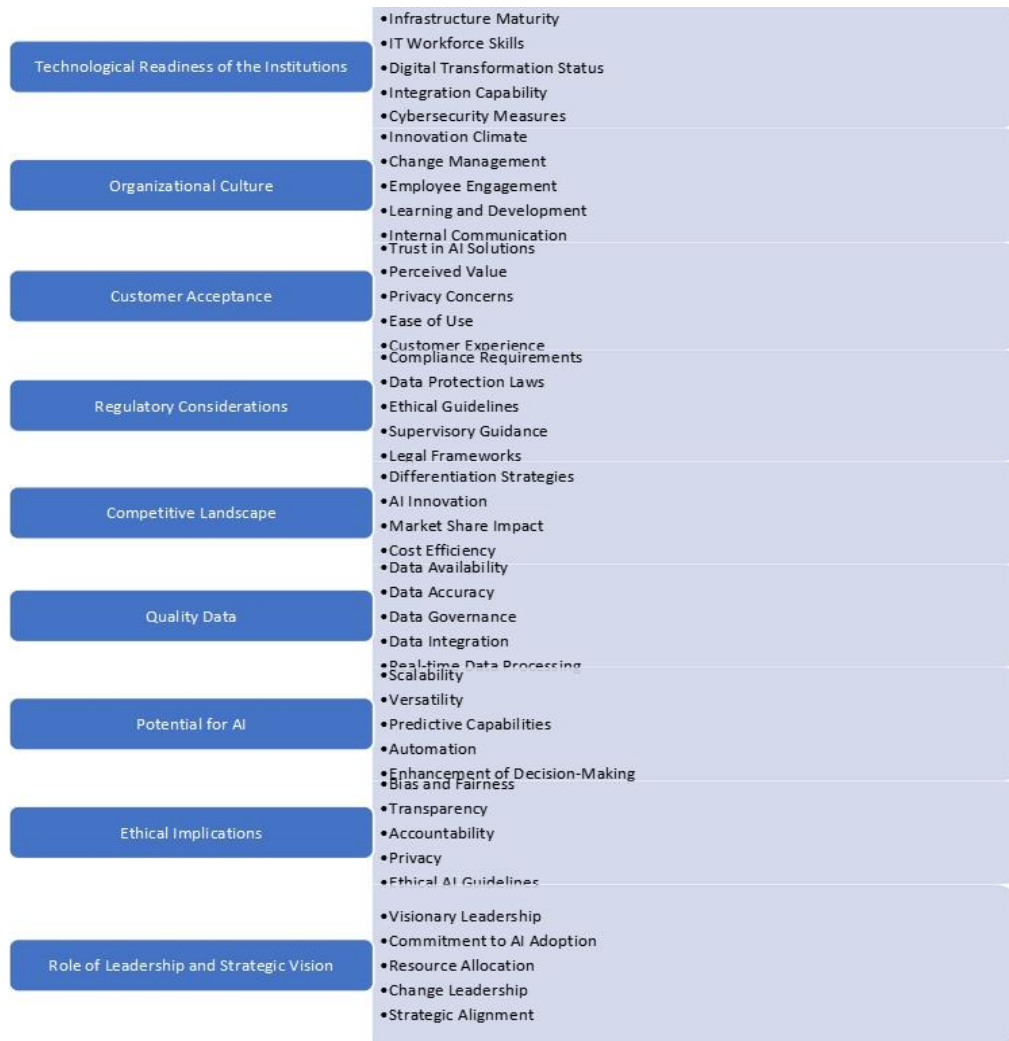 Technological Readiness of the Institutions
•Infrastructure Maturity
•IT Workforce Skills
•Digital Transformation Status
•Integration Capability
•Cybersecurity Measures
Organizational Culture
•Innovation Climate
•Change Management
•Employee Engagement
•Learning and Development
•Internal Communication
Customer Acceptance
•Trust in AI Solutions
•Perceived Value
•Privacy Concerns
•Ease of Use
•Customer Experience
Regulatory Considerations
•Compliance Requirements
•Data Protection Laws
•Ethical Guidelines
•Supervisory Guidance
•Legal Frameworks
Competitive Landscape
•Differentiation Strategies
•AI Innovation
•Market Share Impact
•Cost Efficiency
Quality Data
•Data Availability
•Data Accuracy
•Data Governance
•Data Integration
•Real-time Data Processing
Potential for AI
•Scalability
•Versatility
•Predictive Capabilities
•Automation
•Enhancement of Decision-Making
Ethical Implications
•Bias and Fairness
•Transparency
•Accountability
•Privacy
•Ethical AI Guidelines
Role of Leadership and Strategic Vision
•Visionary Leadership
•Commitment to AI Adoption
•Resource Allocation
•Change Leadership
•Strategic Alignment